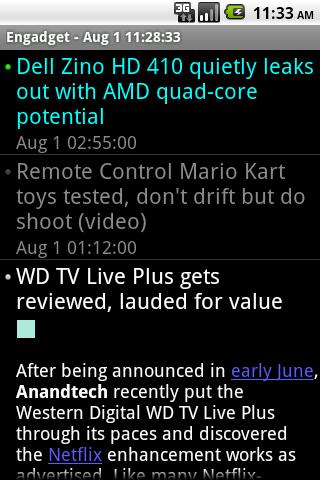 3G
11:33 AM
Engadget - Aug 1 11:28:33
Dell Zino HD 410 quietly leaks
out with AMD quad-core
potential
Aug 1 02:55:00
Remote Control Mario Kart
toys tested, don't drift but do
shoot (video)
Aug 1 01:12:00
WD TV Live Plus gets
reviewed, lauded for value
After being announced in early June,
Anandtech recently put the
Western Digital WD TV Live Plus
through its paces and discovered
the Netflix enhancement works as
advertised. Like many Netflix-